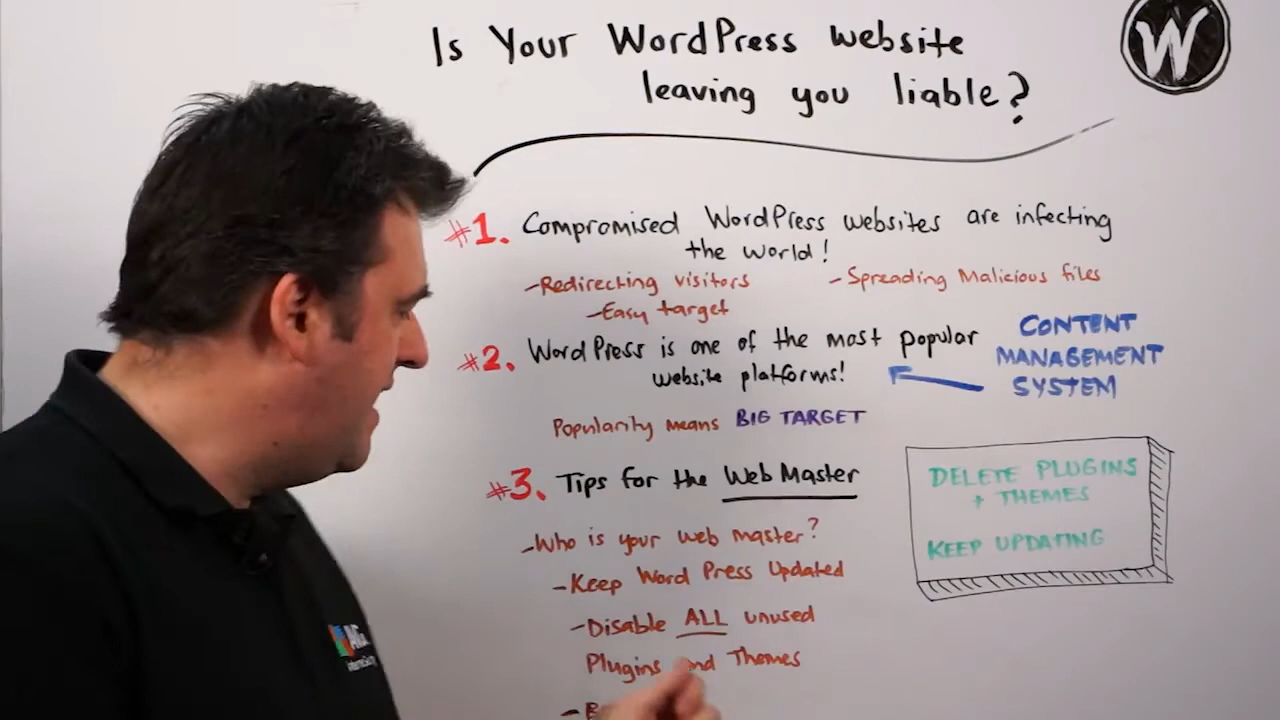 Is Your WordPress website
leaving you liable?
W
#1. Compromised WordPress websites are infecting
the world!
-Redirecting visitors
-Spreading Malicious files
-Easy target
#2. WordPress is one of the most popular
website platforms!
CONTENT
MANAGEMENT
SYSTEM
Popularity means BIG TARGET
#3. Tips for the Web Master
-Who is your web master?
-Keep Word Press Updated
-Disable ALL unused
Plugins and Themes
DELETE PLUGINS
+ THEMES
KEEP UPDATING